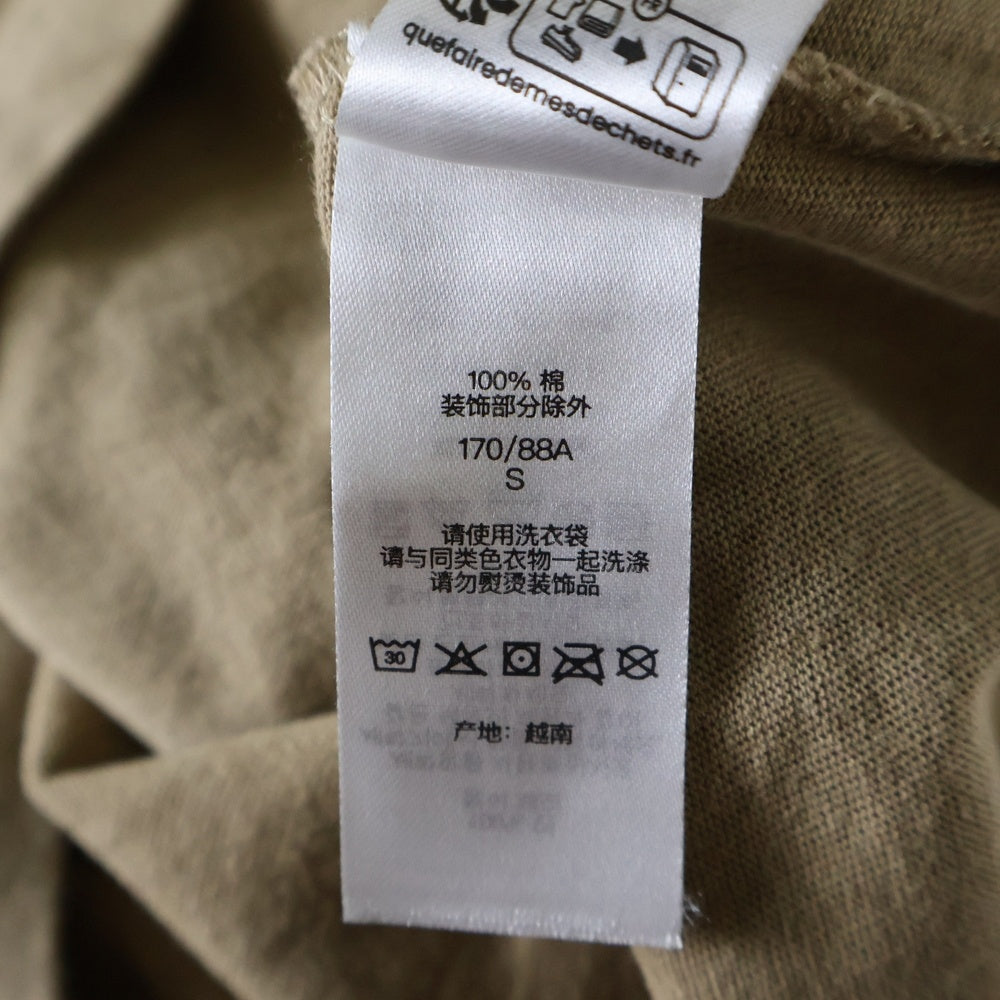 FR
quefairedemesdechets.fr
100% 棉
装饰部分除外
170/88A
S
请使用洗衣袋
请与同类色衣物一起洗涤
请勿熨烫装饰品
30
产地：越南